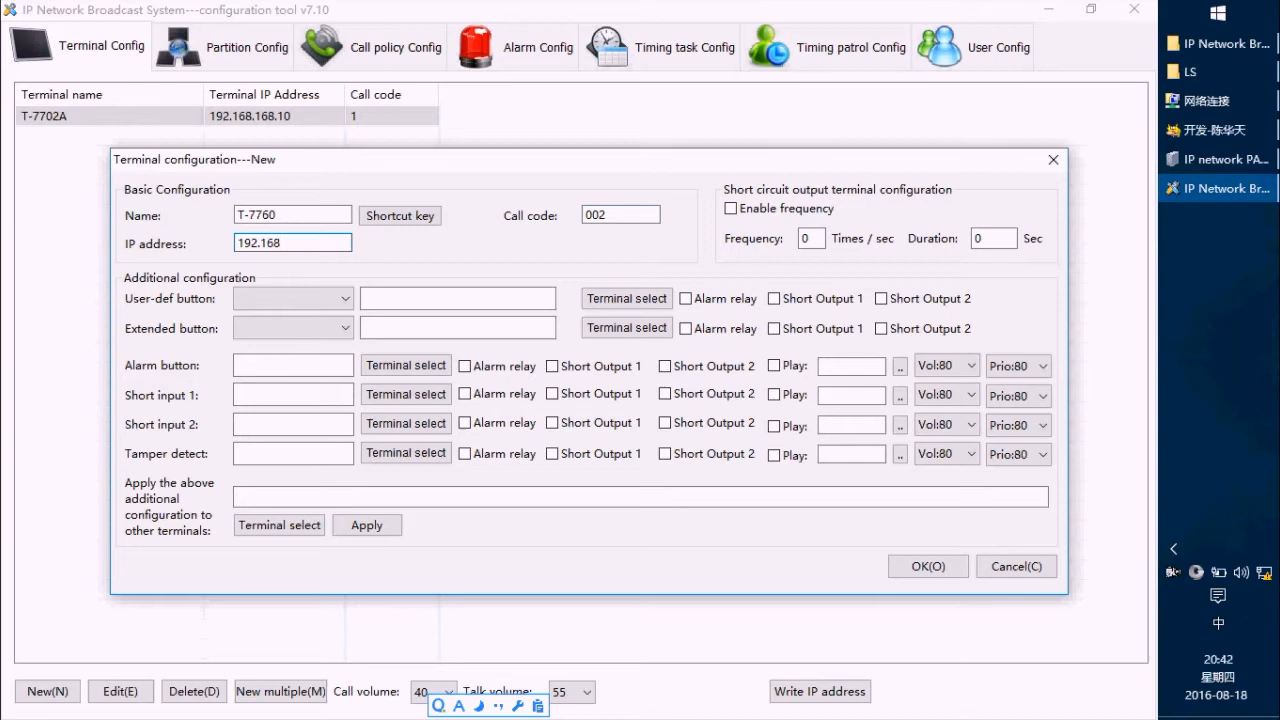 IP Network Broadcast System---configuration tool v7.10
Terminal Config
Partition Config
Call policy Config
Alarm Config
Timing task Config
Timing patrol Config
User Config
Terminal name Terminal IP Address Call code
T-7702A 192.168.168.10 1
Terminal configuration---New
Basic Configuration
Name: T-7760 Shortcut key Call code: 002
IP address: 192.168
Short circuit output terminal configuration
Enable frequency
Frequency: 0 Times / sec Duration: 0 Sec
Additional configuration
User-def button: Terminal select Alarm relay Short Output 1 Short Output 2
Extended button: Terminal select Alarm relay Short Output 1 Short Output 2
Alarm button: Terminal select Alarm relay Short Output 1 Short Output 2 Play: .. Vol:80 Prio:80
Short input 1: Terminal select Alarm relay Short Output 1 Short Output 2 Play: .. Vol:80 Prio:80
Short input 2: Terminal select Alarm relay Short Output 1 Short Output 2 Play: .. Vol:80 Prio:80
Tamper detect: Terminal select Alarm relay Short Output 1 Short Output 2 Play: .. Vol:80 Prio:80
Apply the above
additional
configuration to
other terminals:
Terminal select Apply
OK(O) Cancel(C)
New(N) Edit(E) Delete(D) New multiple(M) Call volume: 40 Talk volume: 55 Write IP address
IP Network Br...
LS
网络连接
开发-陈华天
IP network PA...
IP Network Br...
中
20:42
星期四
2016-08-18